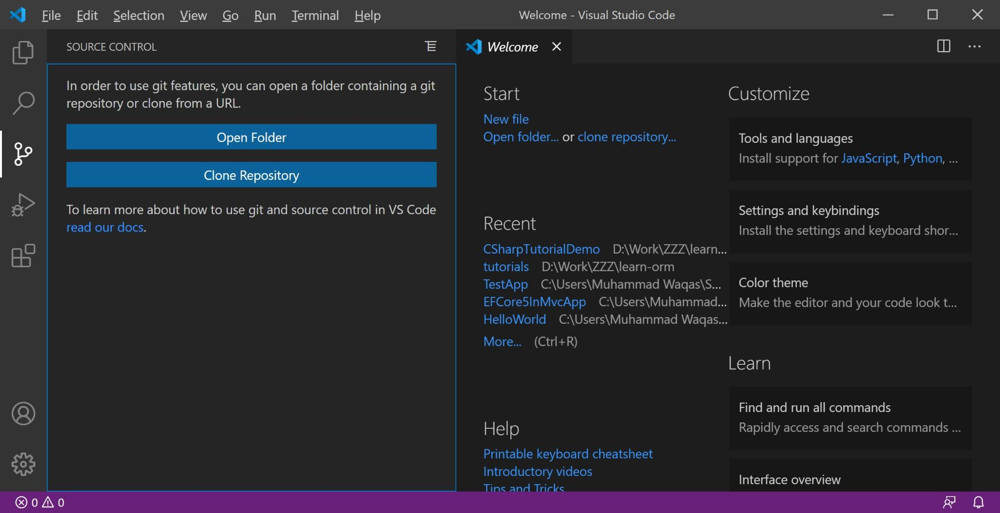 File Edit Selection View Go Run Terminal Help
Welcome - Visual Studio Code
SOURCE CONTROL
In order to use git features, you can open a folder containing a git
repository or clone from a URL.
Open Folder
Clone Repository
To learn more about how to use git and source control in VS Code
read our docs.
Welcome
Start
New file
Open folder... or clone repository...
Recent
CSharpTutorialDemo D:\Work\ZZZ\learn...
tutorials D:\Work\ZZZ\learn-orm
TestApp C:\Users\Muhammad Waqas\S...
EFCore5InMvcApp C:\Users\Muhammad...
HelloWorld C:\Users\Muhammad Waqas...
More... (Ctrl+R)
Help
Printable keyboard cheatsheet
Introductory videos
Tips and Tricks
Customize
Tools and languages
Install support for JavaScript, Python, ...
Settings and keybindings
Install the settings and keyboard shor...
Color theme
Make the editor and your code look t...
Learn
Find and run all commands
Rapidly access and search commands ...
Interface overview
0 0